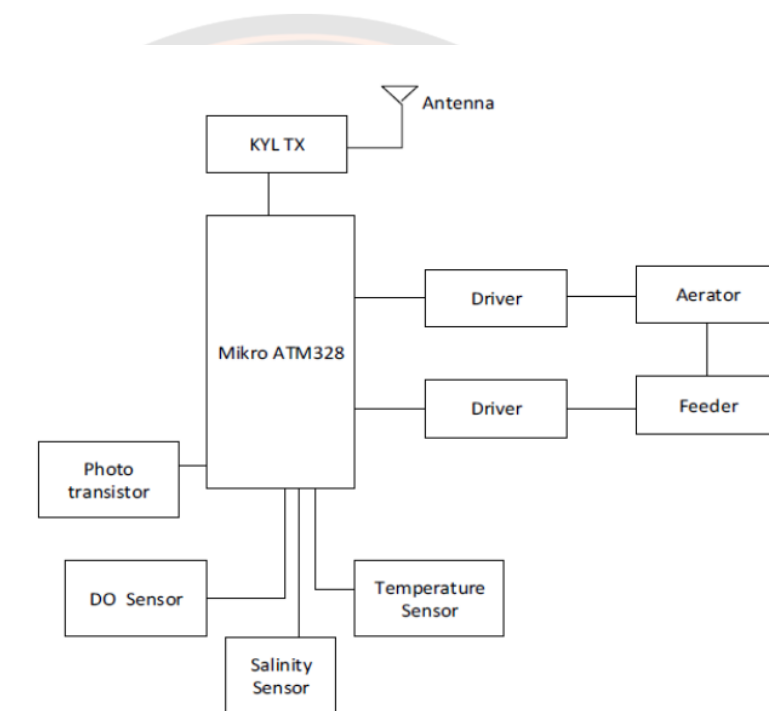 Antenna
KYL TX
Driver
Aerator
Mikro ATM328
Driver
Feeder
Photo
transistor
DO Sensor
Temperature
Sensor
Salinity
Sensor